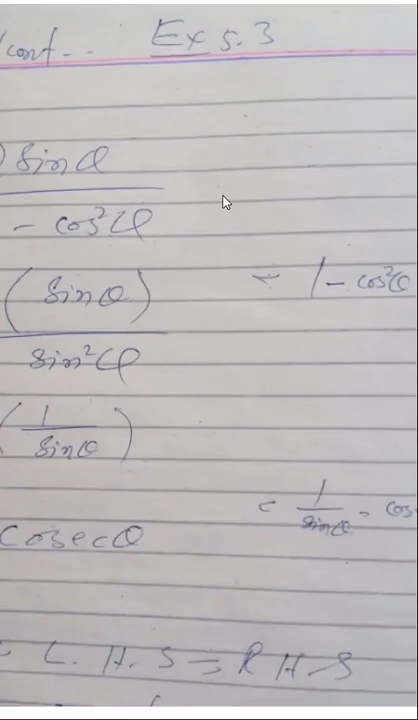 cont... Ex 5.3
) sinθ
- cos²θ
(sinθ) ∵ 1 - cos²θ
sin²θ
(1
sinθ)
∵ 1
sinθ = cos
cosecθ
L.H.S = R.H.S